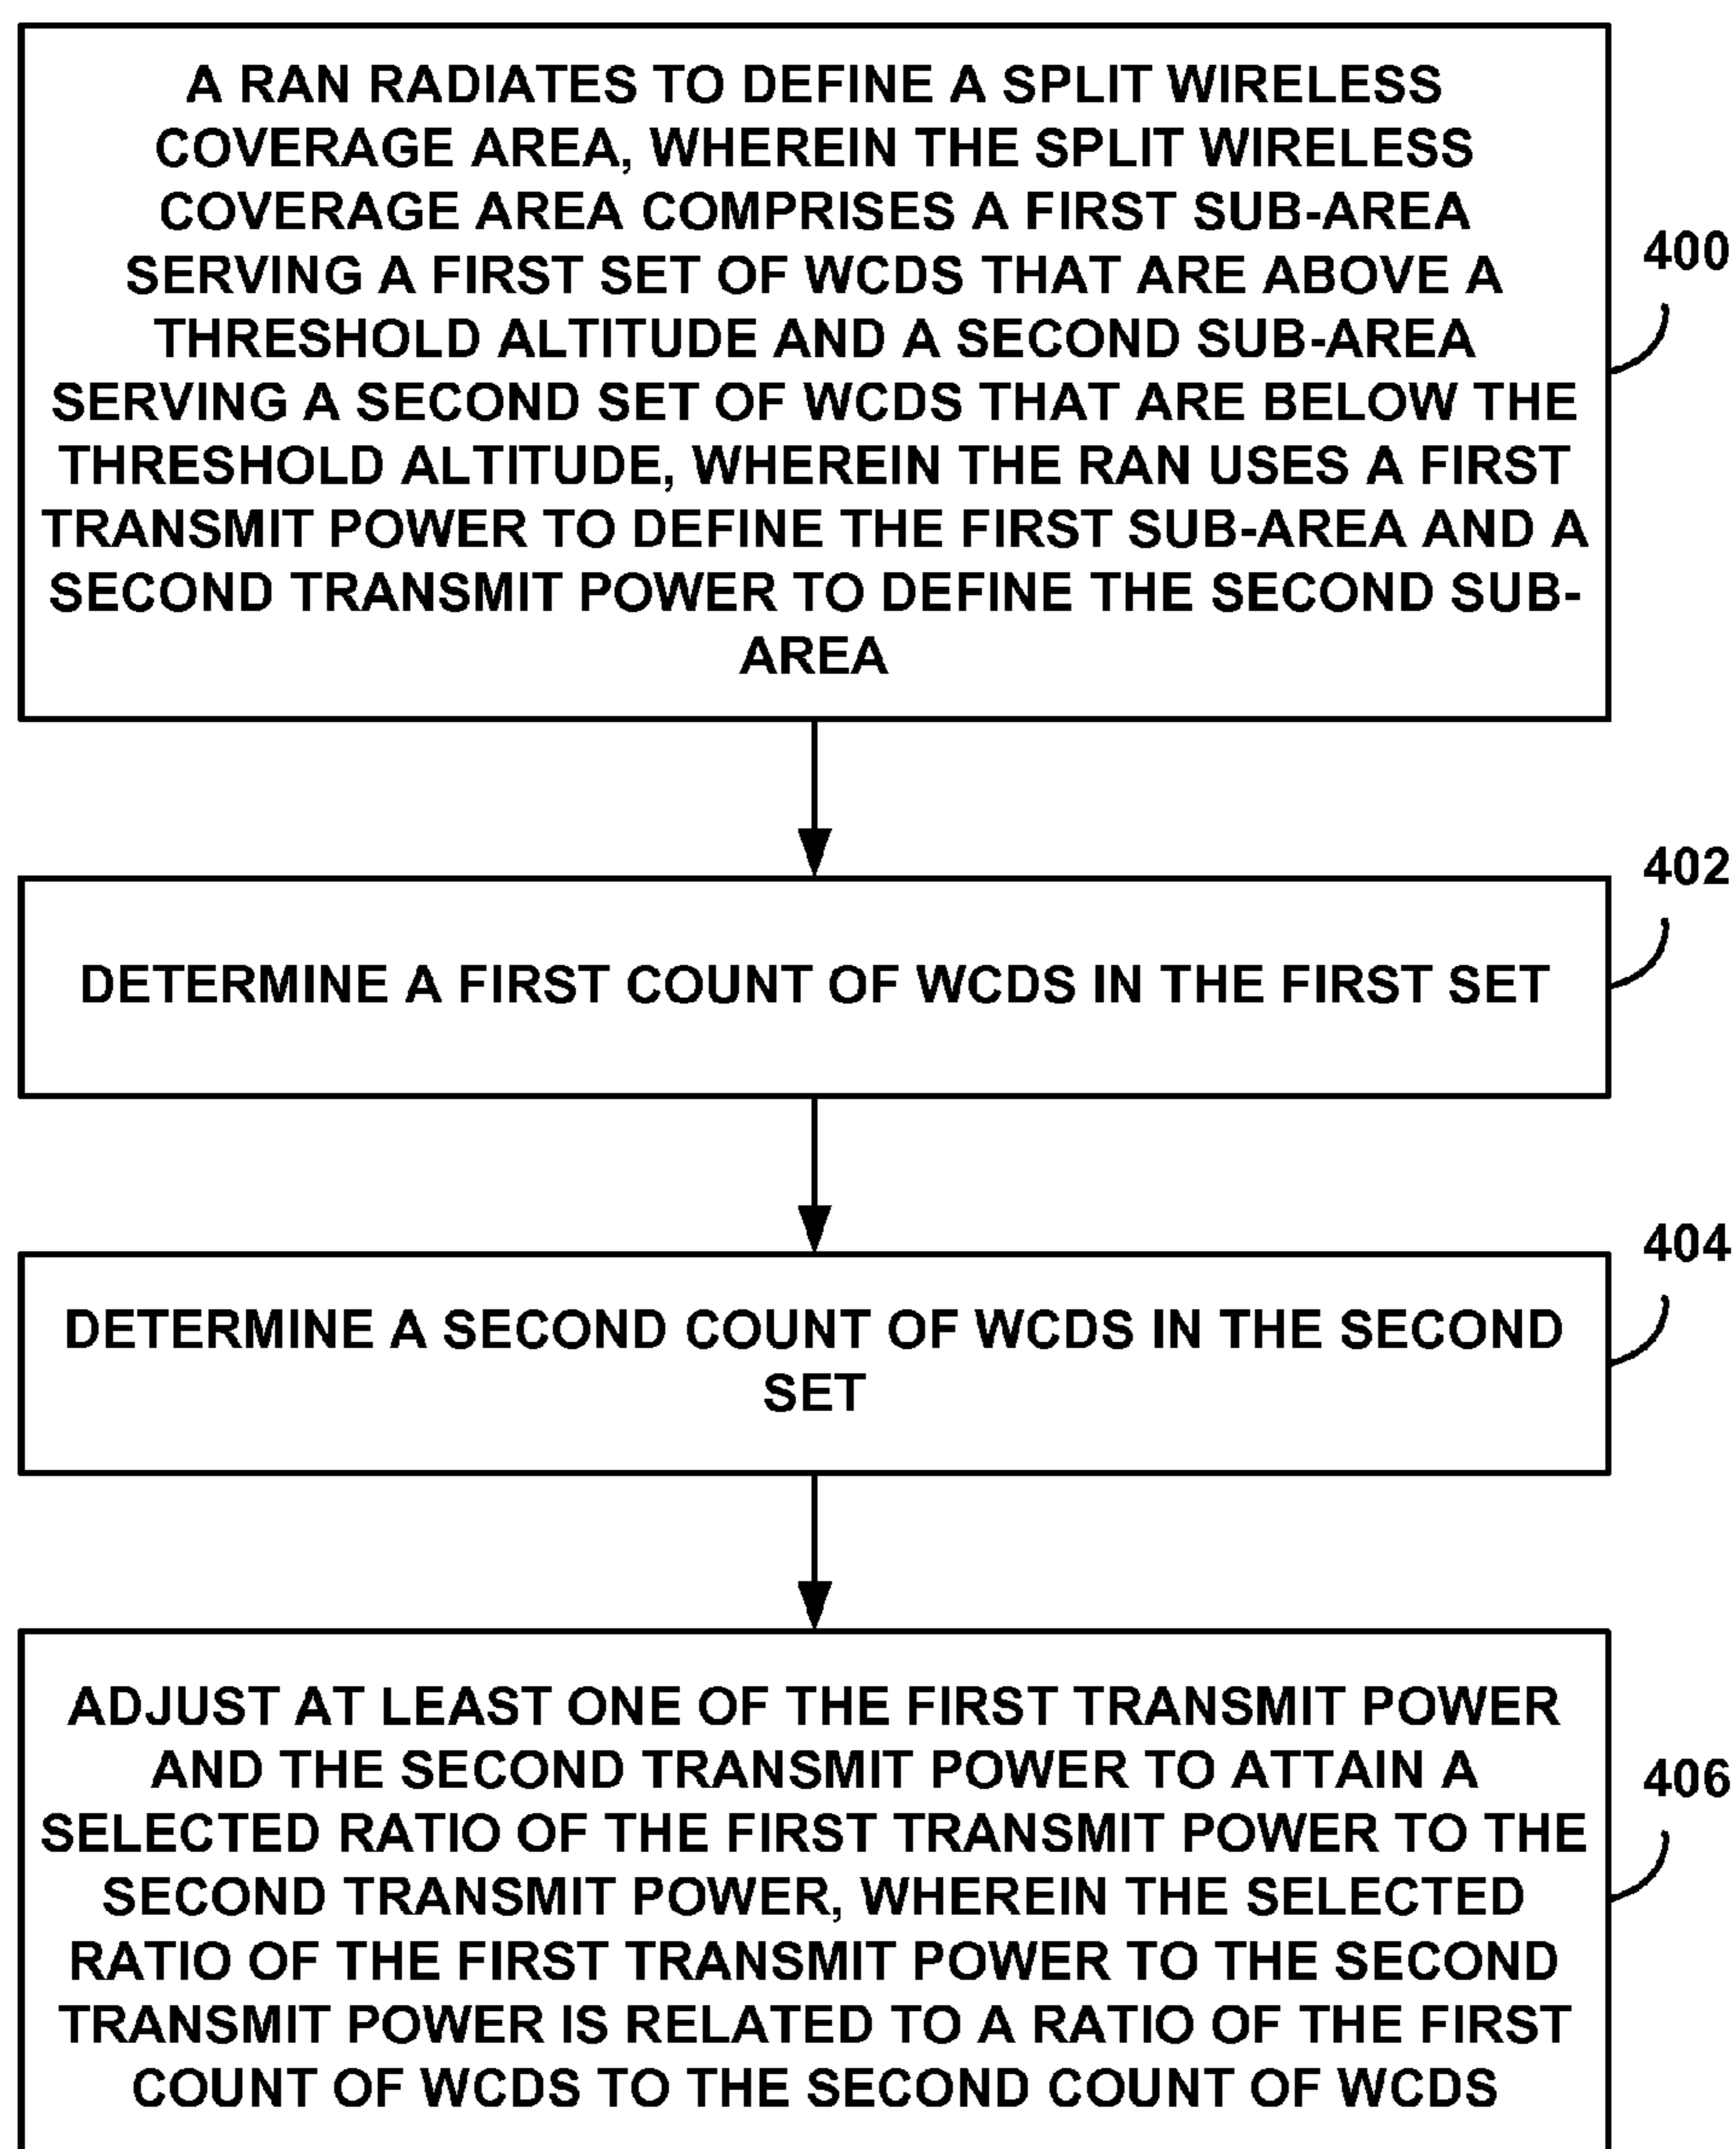 A RAN RADIATES TO DEFINE A SPLIT WIRELESS
COVERAGE AREA, WHEREIN THE SPLIT WIRELESS
COVERAGE AREA COMPRISES A FIRST SUB-AREA
SERVING A FIRST SET OF WCDS THAT ARE ABOVE A
THRESHOLD ALTITUDE AND A SECOND SUB-AREA
SERVING A SECOND SET OF WCDS THAT ARE BELOW THE
THRESHOLD ALTITUDE, WHEREIN THE RAN USES A FIRST
TRANSMIT POWER TO DEFINE THE FIRST SUB-AREA AND A
SECOND TRANSMIT POWER TO DEFINE THE SECOND SUB-
AREA
400
DETERMINE A FIRST COUNT OF WCDS IN THE FIRST SET
402
DETERMINE A SECOND COUNT OF WCDS IN THE SECOND
SET
404
ADJUST AT LEAST ONE OF THE FIRST TRANSMIT POWER
AND THE SECOND TRANSMIT POWER TO ATTAIN A
SELECTED RATIO OF THE FIRST TRANSMIT POWER TO THE
SECOND TRANSMIT POWER, WHEREIN THE SELECTED
RATIO OF THE FIRST TRANSMIT POWER TO THE SECOND
TRANSMIT POWER IS RELATED TO A RATIO OF THE FIRST
COUNT OF WCDS TO THE SECOND COUNT OF WCDS
406